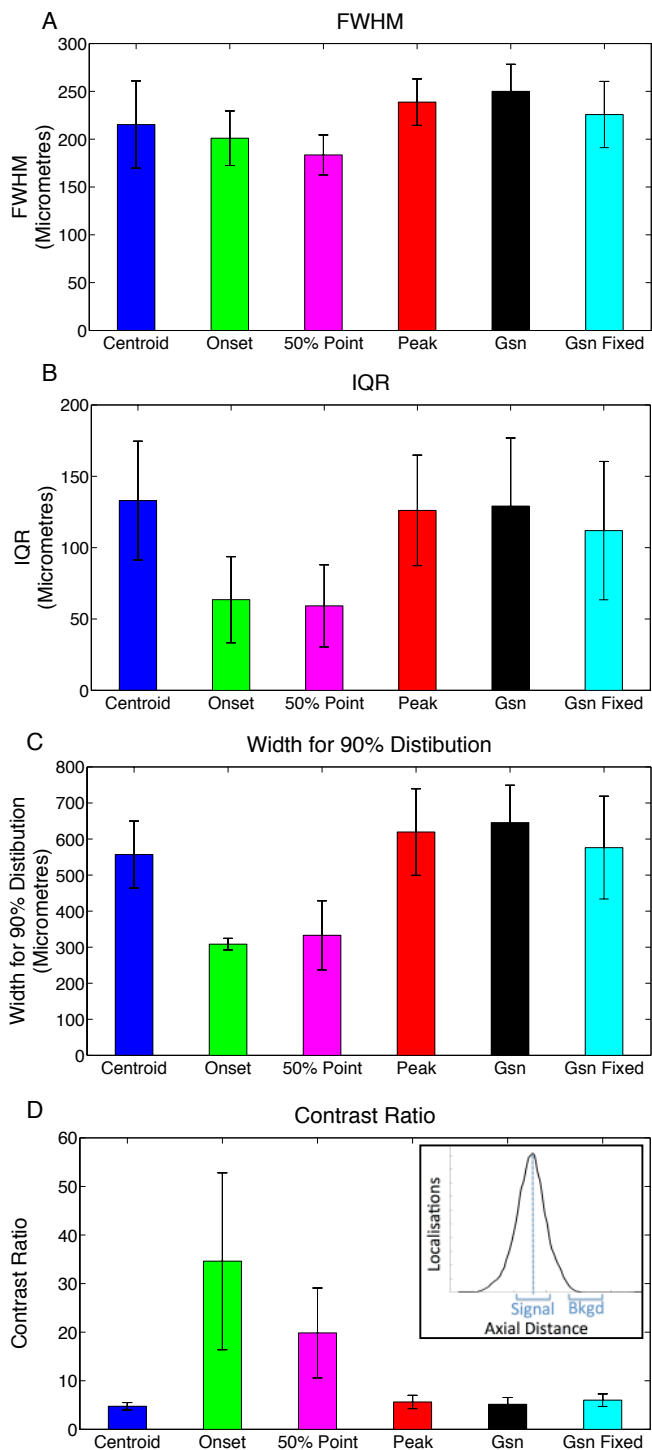 A
FWHM
300
250
200
150
100
50
0
FWHM
(Micrometres)
Centroid Onset 50% Point Peak Gsn Gsn Fixed
B
IQR
200
150
100
50
0
IQR
(Micrometres)
Centroid Onset 50% Point Peak Gsn Gsn Fixed
C
Width for 90% Distibution
800
700
600
500
400
300
200
100
0
Width for 90% Distibution
(Micrometres)
Centroid Onset 50% Point Peak Gsn Gsn Fixed
D
Contrast Ratio
60
50
40
30
20
10
0
Contrast Ratio
Localisations
Signal Bkgd
Axial Distance
Centroid Onset 50% Point Peak Gsn Gsn Fixed